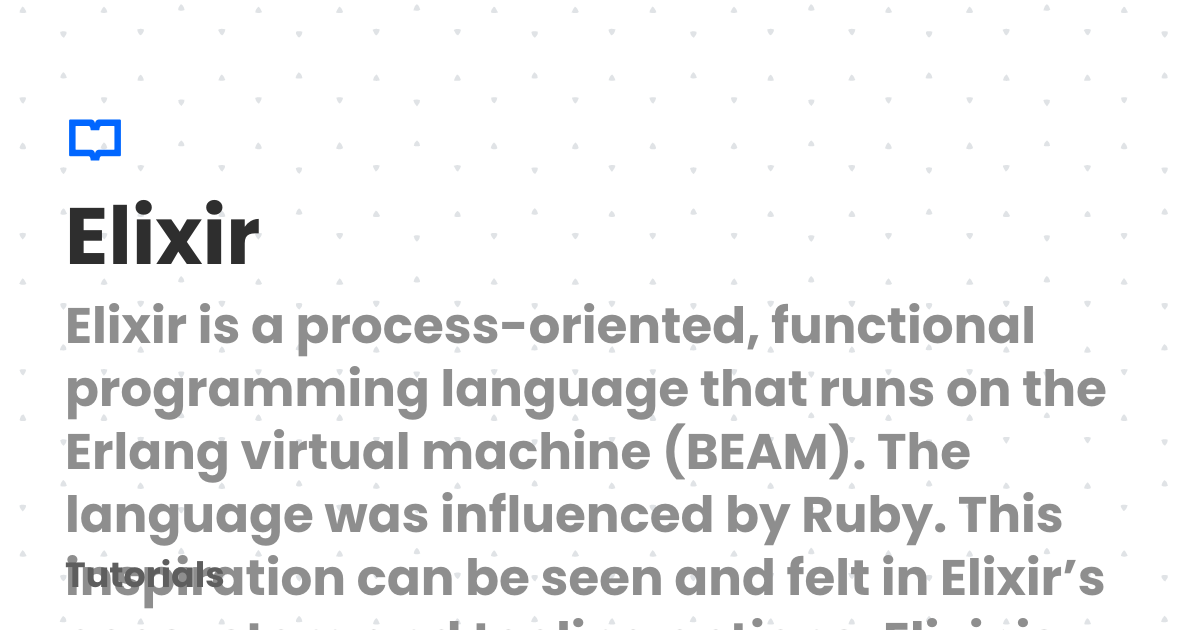 Elixir
Elixir is a process-oriented, functional
programming language that runs on the
Erlang virtual machine (BEAM). The
language was influenced by Ruby. This
inspiration can be seen and felt in Elixir’s
Tutorials